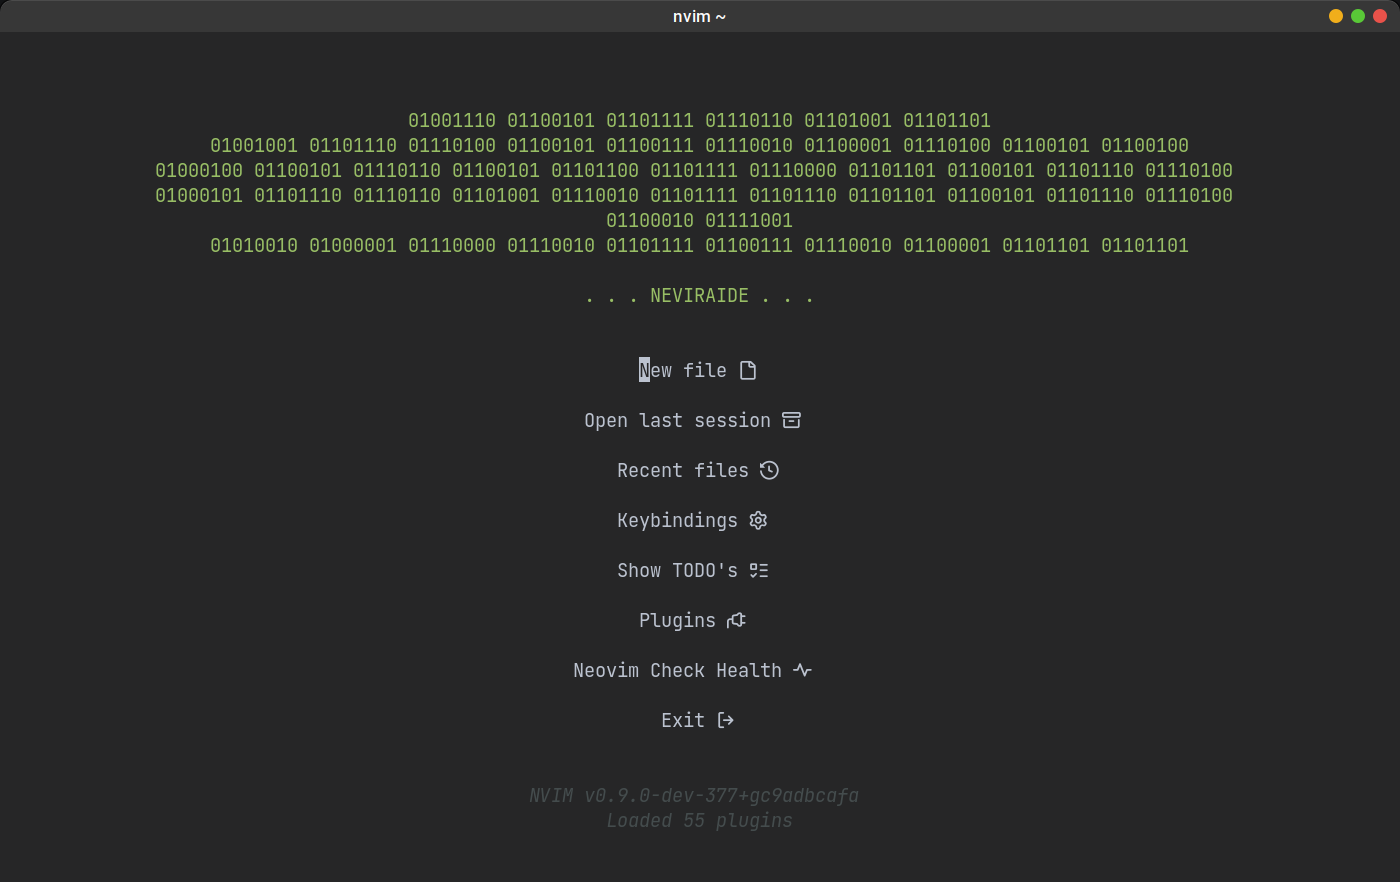 nvim ~
01001110 01100101 01101111 01110110 01101001 01101101
01001001 01101110 01110100 01100101 01100111 01110010 01100001 01110100 01100101 01100100
01000100 01100101 01110110 01100101 01101100 01101111 01110000 01101101 01100101 01101110 01110100
01000101 01101110 01110110 01101001 01110010 01101111 01101110 01101101 01100101 01101110 01110100
01100010 01111001
01010010 01000001 01110000 01110010 01101111 01100111 01110010 01100001 01101101 01101101
. . . NEVIRAIDE . . .
New file
Open last session
Recent files
Keybindings
Show TODO's
Plugins
Neovim Check Health
Exit
NVIM v0.9.0-dev-377+gc9adbcafa
Loaded 55 plugins